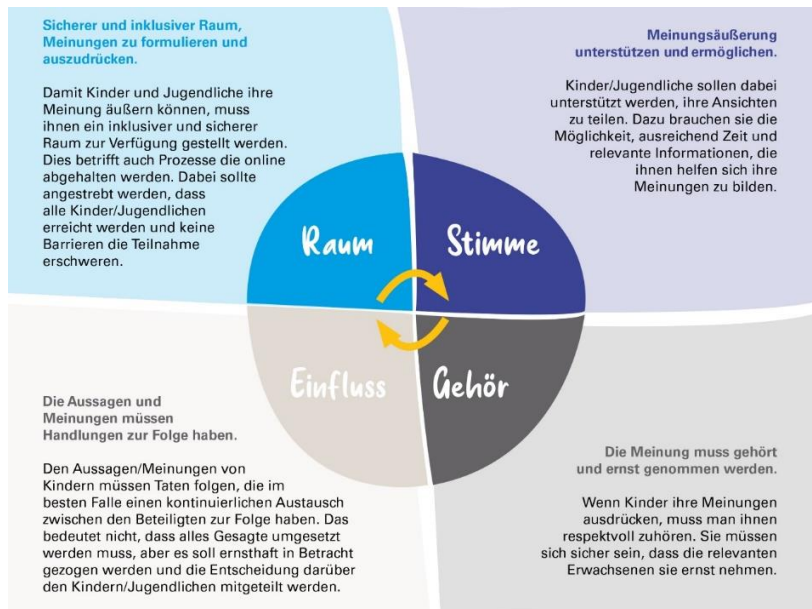 Sicherer und inklusiver Raum,
Meinungen zu formulieren und
auszudrücken.
Damit Kinder und Jugendliche ihre
Meinung äußern können, muss
ihnen ein inklusiver und sicherer
Raum zur Verfügung gestellt werden.
Dies betrifft auch Prozesse die online
abgehalten werden. Dabei sollte
angestrebt werden, dass
alle Kinder/Jugendlichen
erreicht werden und keine
Barrieren die Teilnahme
erschweren.
Meinungsäußerung
unterstützen und ermöglichen.
Kinder/Jugendliche sollen dabei
unterstützt werden, ihre Ansichten
zu teilen. Dazu brauchen sie die
Möglichkeit, ausreichend Zeit und
relevante Informationen, die
ihnen helfen sich ihre
Meinungen zu bilden.
Raum
Stimme
Einfluss
Gehör
Die Aussagen und
Meinungen müssen
Handlungen zur Folge haben.
Den Aussagen/Meinungen von
Kindern müssen Taten folgen, die im
besten Falle einen kontinuierlichen Austausch
zwischen den Beteiligten zur Folge haben. Das
bedeutet nicht, dass alles Gesagte umgesetzt
werden muss, aber es soll ernsthaft in Betracht
gezogen werden und die Entscheidung darüber
den Kindern/Jugendlichen mitgeteilt werden.
Die Meinung muss gehört
und ernst genommen werden.
Wenn Kinder ihre Meinungen
ausdrücken, muss man ihnen
respektvoll zuhören. Sie müssen
sich sicher sein, dass die relevanten
Erwachsenen sie ernst nehmen.